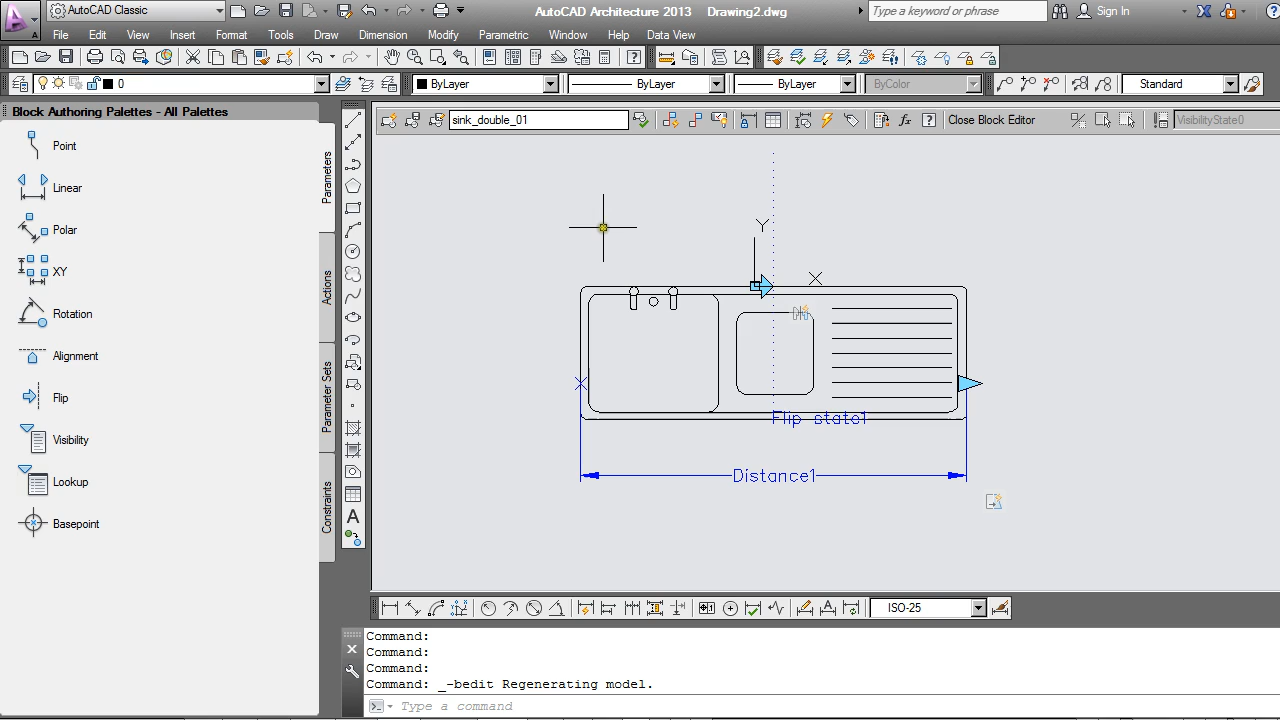 AutoCAD Classic
AutoCAD Architecture 2013 Drawing2.dwg
Type a keyword or phrase
Sign In
File Edit View Insert Format Tools Draw Dimension Modify Parametric Window Help Data View
0
ByLayer
ByLayer
ByLayer
ByColor
Standard
Block Authoring Palettes - All Palettes
sink_double_01
Close Block Editor
VisibilityState0
Point
Linear
Polar
XY
Rotation
Alignment
Flip
Visibility
Lookup
Basepoint
Parameters
Actions
Parameter Sets
Constraints
A
Y
X
Flip state1
Distance1
ISO-25
Command:
Command:
Command:
Command: _-bedit Regenerating model.
Type a command